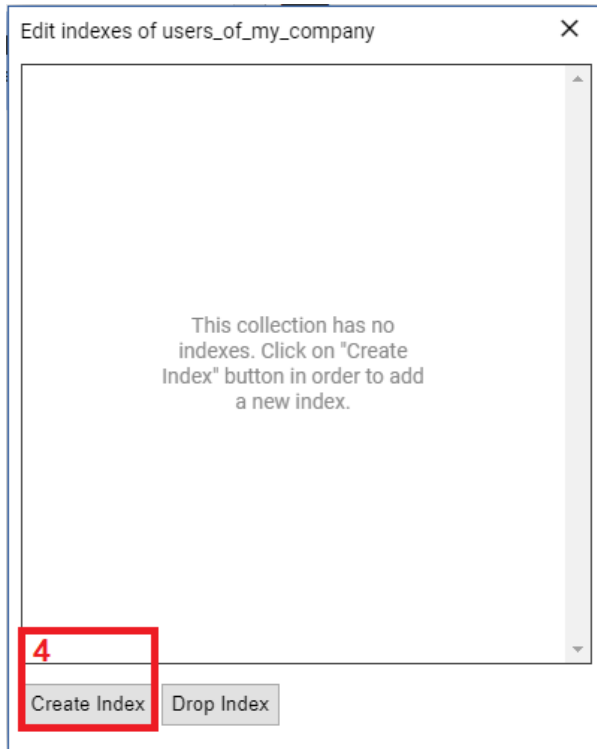 Edit indexes of users_of_my_company
This collection has no
indexes. Click on "Create
Index" button in order to add
a new index.
4
Create Index
Drop Index